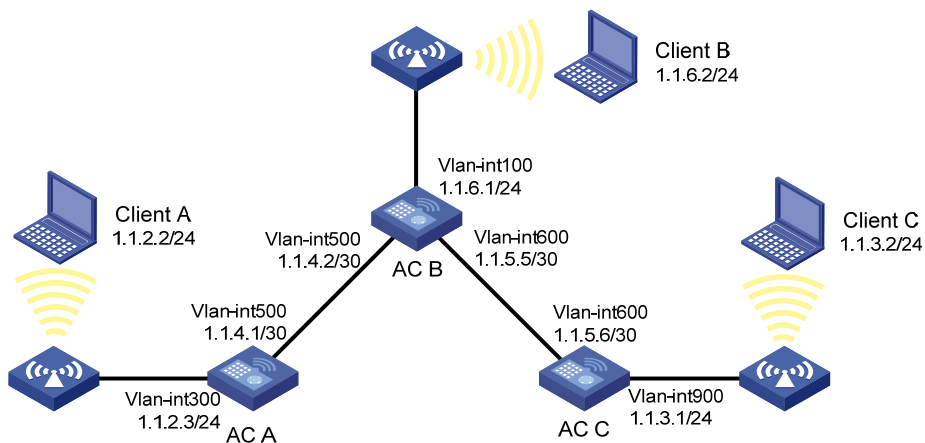 Client B
1.1.6.2/24
Vlan-int100
1.1.6.1/24
Client A
1.1.2.2/24
Client C
1.1.3.2/24
Vlan-int500
1.1.4.2/30
Vlan-int600
1.1.5.5/30
AC B
Vlan-int500
1.1.4.1/30
Vlan-int600
1.1.5.6/30
Vlan-int300
1.1.2.3/24
AC A
AC C
Vlan-int900
1.1.3.1/24